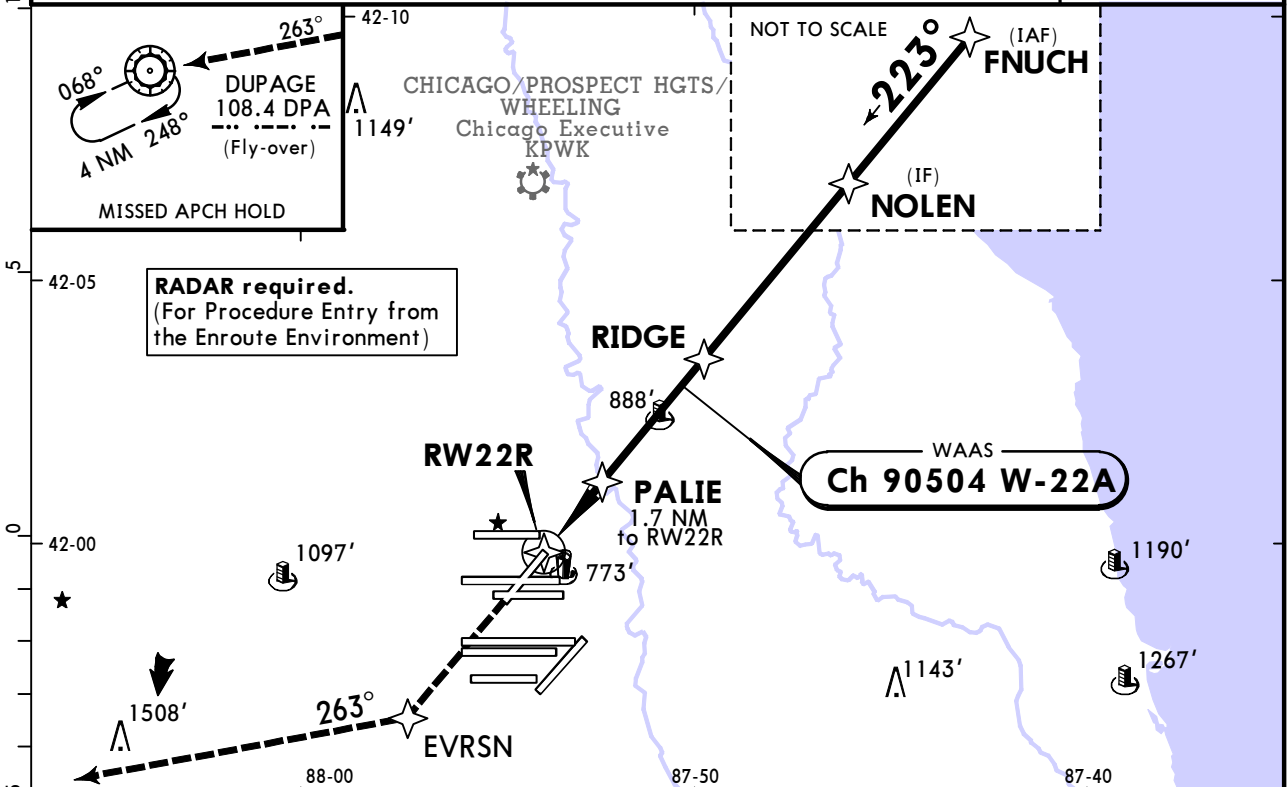 42-10
263°
068°
248°
4 NM
DUPAGE
108.4 DPA
(Fly-over)
MISSED APCH HOLD
1149'
CHICAGO/PROSPECT HGTS/
WHEELING
Chicago Executive
KPWK
NOT TO SCALE
223°
(IAF)
FNUCH
(IF)
NOLEN
5
42-05
RADAR required.
(For Procedure Entry from
the Enroute Environment)
RIDGE
888'
RW22R
PALIE
1.7 NM
to RW22R
WAAS
Ch 90504 W-22A
0
42-00
1097'
773'
1190'
1143'
1267'
1508'
263°
EVRSN
88-00
87-50
87-40